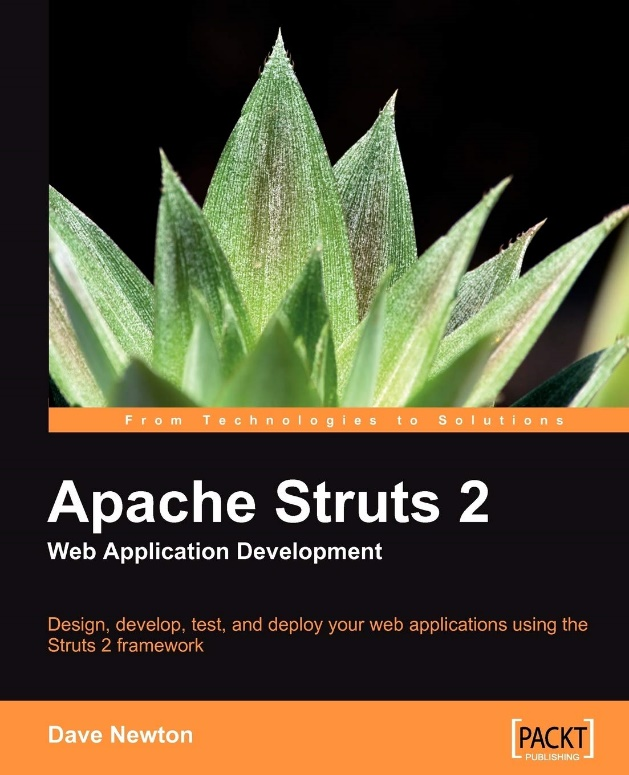 From Technologies to Solutions
Apache Struts 2
Web Application Development
Design, develop, test, and deploy your web applications using the
Struts 2 framework
Dave Newton
[PACKT]
PUBLISHING